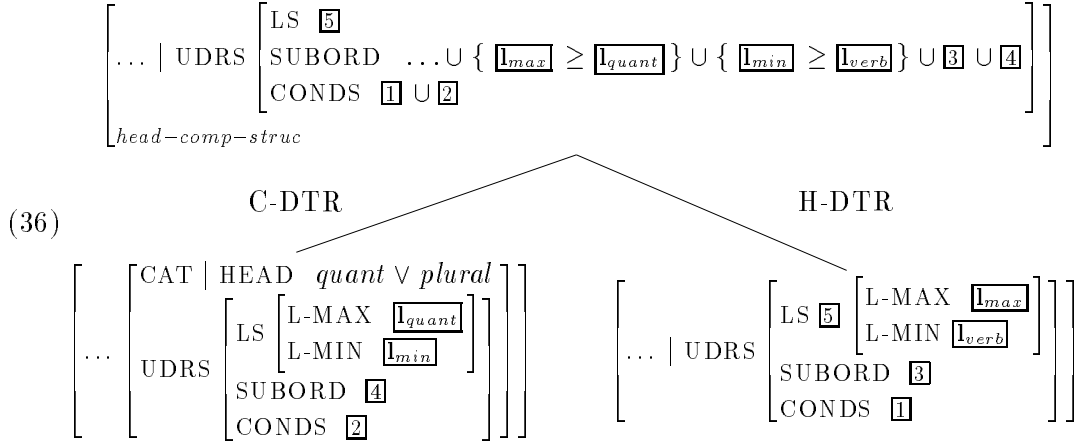 LS 5
... | UDRS SUBORD ... ∪ { l_max ≥ l_quant } ∪ { l_min ≥ l_verb } ∪ 3 ∪ 4
CONDS 1 ∪ 2
head−comp−struc
C-DTR H-DTR
(36)
CAT | HEAD quant ∨ plural
... UDRS LS L-MAX l_quant
L-MIN l_min
SUBORD 4
CONDS 2
... | UDRS LS 5 L-MAX l_max
L-MIN l_verb
SUBORD 3
CONDS 1